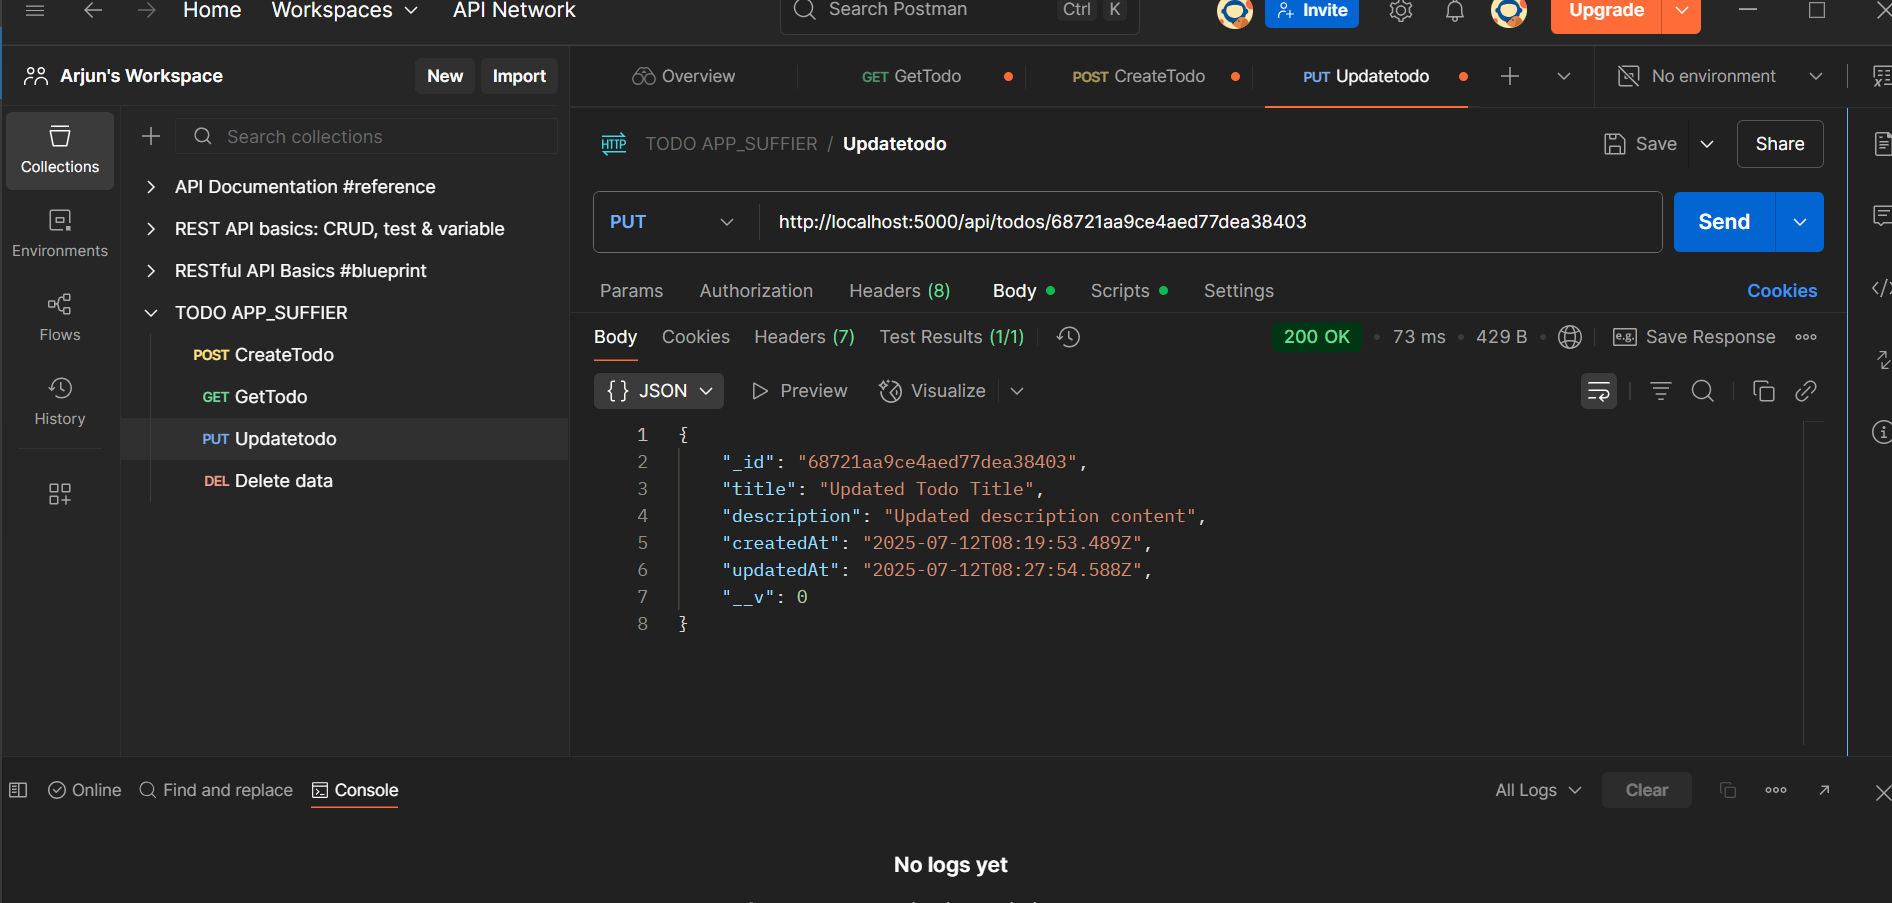 Home Workspaces API Network Search Postman Ctrl K Invite Upgrade
Arjun's Workspace New Import
Overview GET GetTodo POST CreateTodo PUT Updatetodo No environment
Collections
Environments
Flows
History
Search collections
API Documentation #reference
REST API basics: CRUD, test & variable
RESTful API Basics #blueprint
TODO APP_SUFFIER
POST CreateTodo
GET GetTodo
PUT Updatetodo
DEL Delete data
HTTP TODO APP_SUFFIER / Updatetodo Save Share
PUT http://localhost:5000/api/todos/68721aa9ce4aed77dea38403 Send
Params Authorization Headers (8) Body Scripts Settings Cookies
Body Cookies Headers (7) Test Results (1/1) 200 OK 73 ms 429 B e.g. Save Response
{} JSON Preview Visualize
1 {
2 "_id": "68721aa9ce4aed77dea38403",
3 "title": "Updated Todo Title",
4 "description": "Updated description content",
5 "createdAt": "2025-07-12T08:19:53.489Z",
6 "updatedAt": "2025-07-12T08:27:54.588Z",
7 "__v": 0
8 }
Online Find and replace Console All Logs Clear
No logs yet